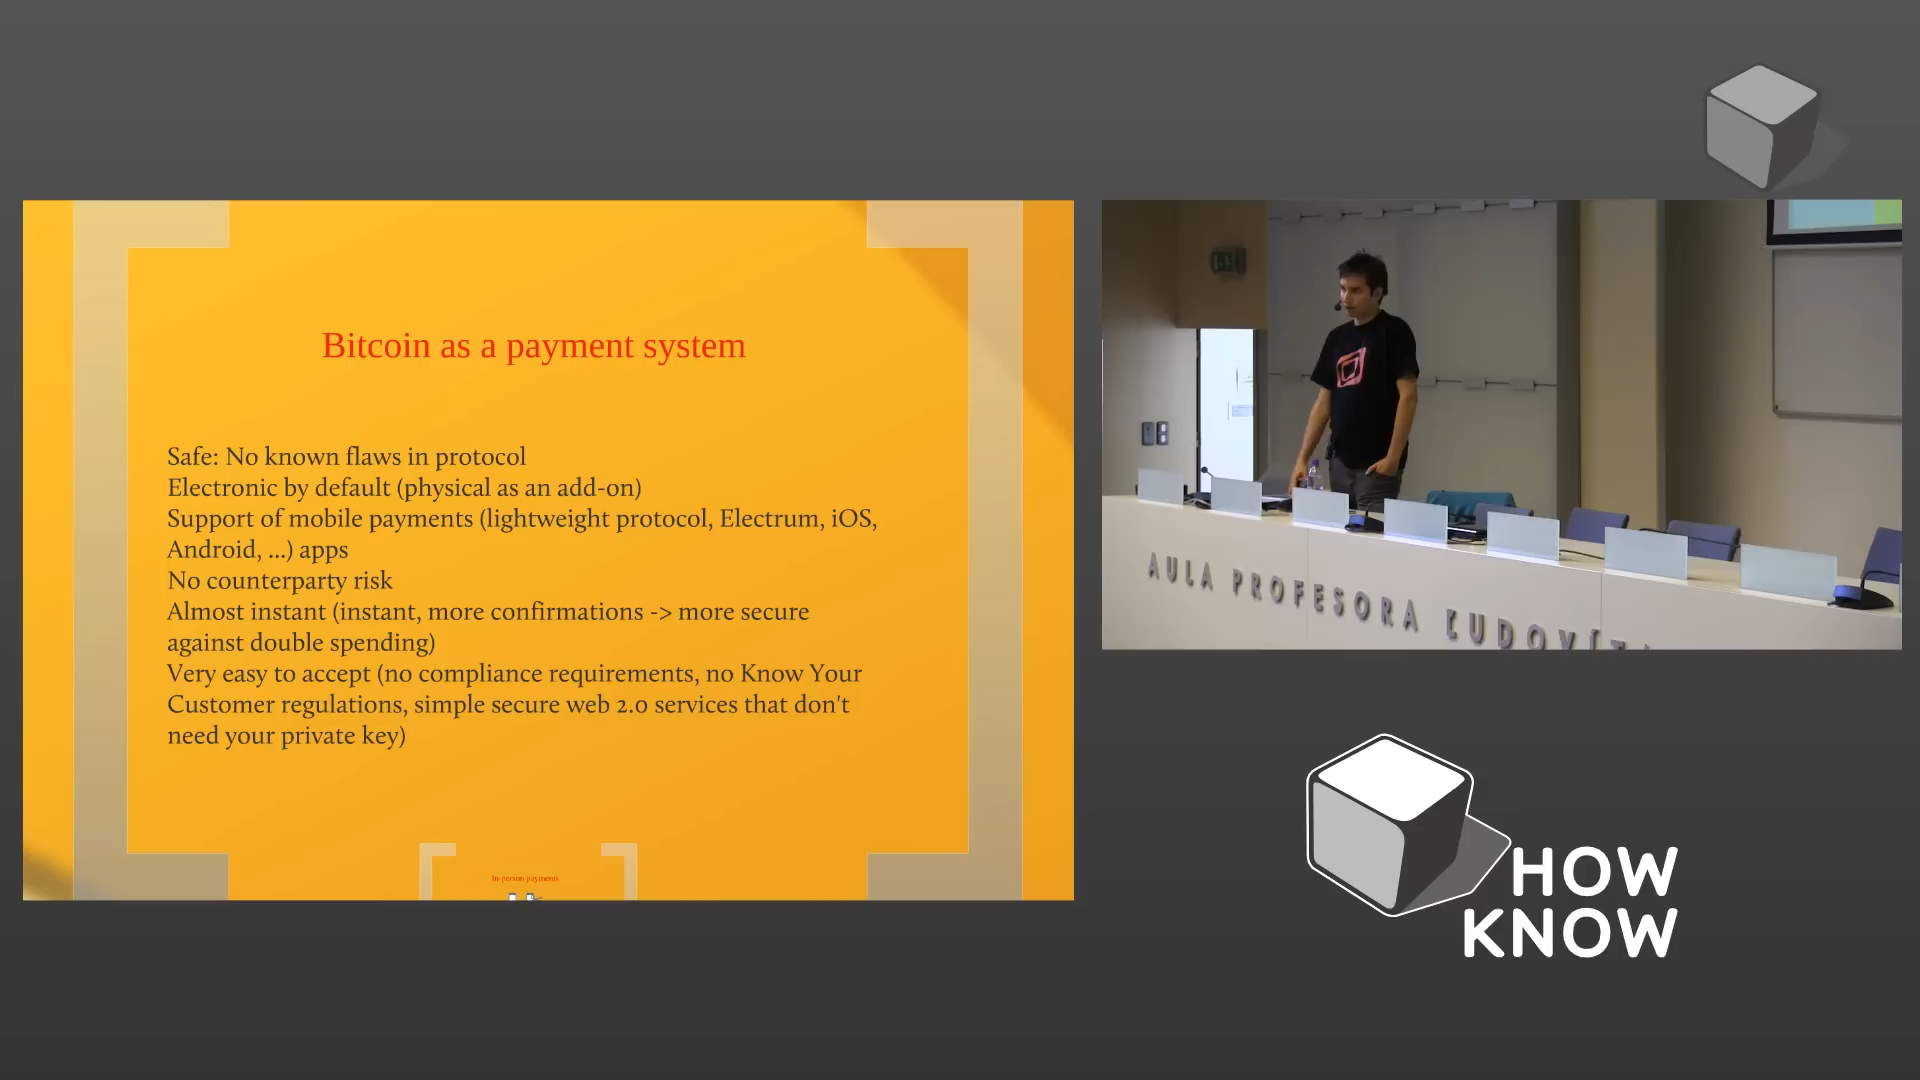 Bitcoin as a payment system
Safe: No known flaws in protocol
Electronic by default (physical as an add-on)
Support of mobile payments (lightweight protocol, Electrum, iOS,
Android, ...) apps
No counterparty risk
Almost instant (instant, more confirmations -> more secure
against double spending)
Very easy to accept (no compliance requirements, no Know Your
Customer regulations, simple secure web 2.0 services that don't
need your private key)
In-person payments
AULA PROFESORA ĽUDOVÍT
HOW
KNOW